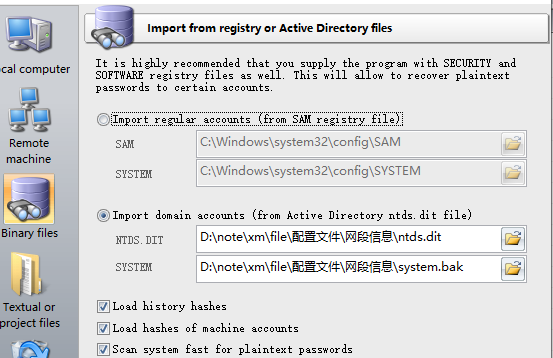 Import from registry or Active Directory files
It is highly recommended that you supply the program with SECURITY and
SOFTWARE registry files as well. This will allow to recover plaintext
passwords to certain accounts.
ocal computer
Remote
machine
Binary files
Textual or
project files
Import regular accounts (from SAM registry file)
SAM C:\Windows\system32\config\SAM
SYSTEM C:\Windows\system32\config\SYSTEM
Import domain accounts (from Active Directory ntds.dit file)
NTDS.DIT D:\note\xm\file\配置文件\网段信息\ntds.dit
SYSTEM D:\note\xm\file\配置文件\网段信息\system.bak
Load history hashes
Load hashes of machine accounts
Scan system fast for plaintext passwords